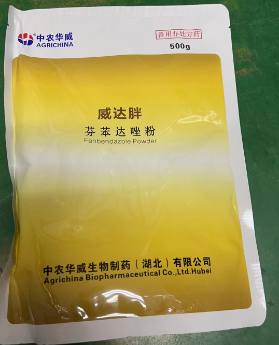 中农华威
AGRICHINA
兽用非处方药
500g
威达胖
芬苯达唑粉
Fenbendazole Powder
中农华威生物制药（湖北）有限公司
Agrichina Biopharmaceutical Co.,Ltd.Hubei